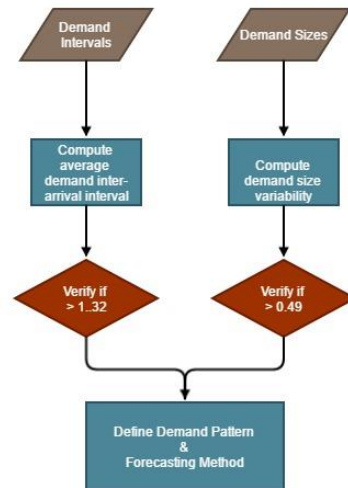 Demand
Intervals
Demand Sizes
Compute
average
demand inter-
arrival interval
Compute
demand size
variability
Verify if
> 1..32
Verify if
> 0.49
Define Demand Pattern
&
Forecasting Method